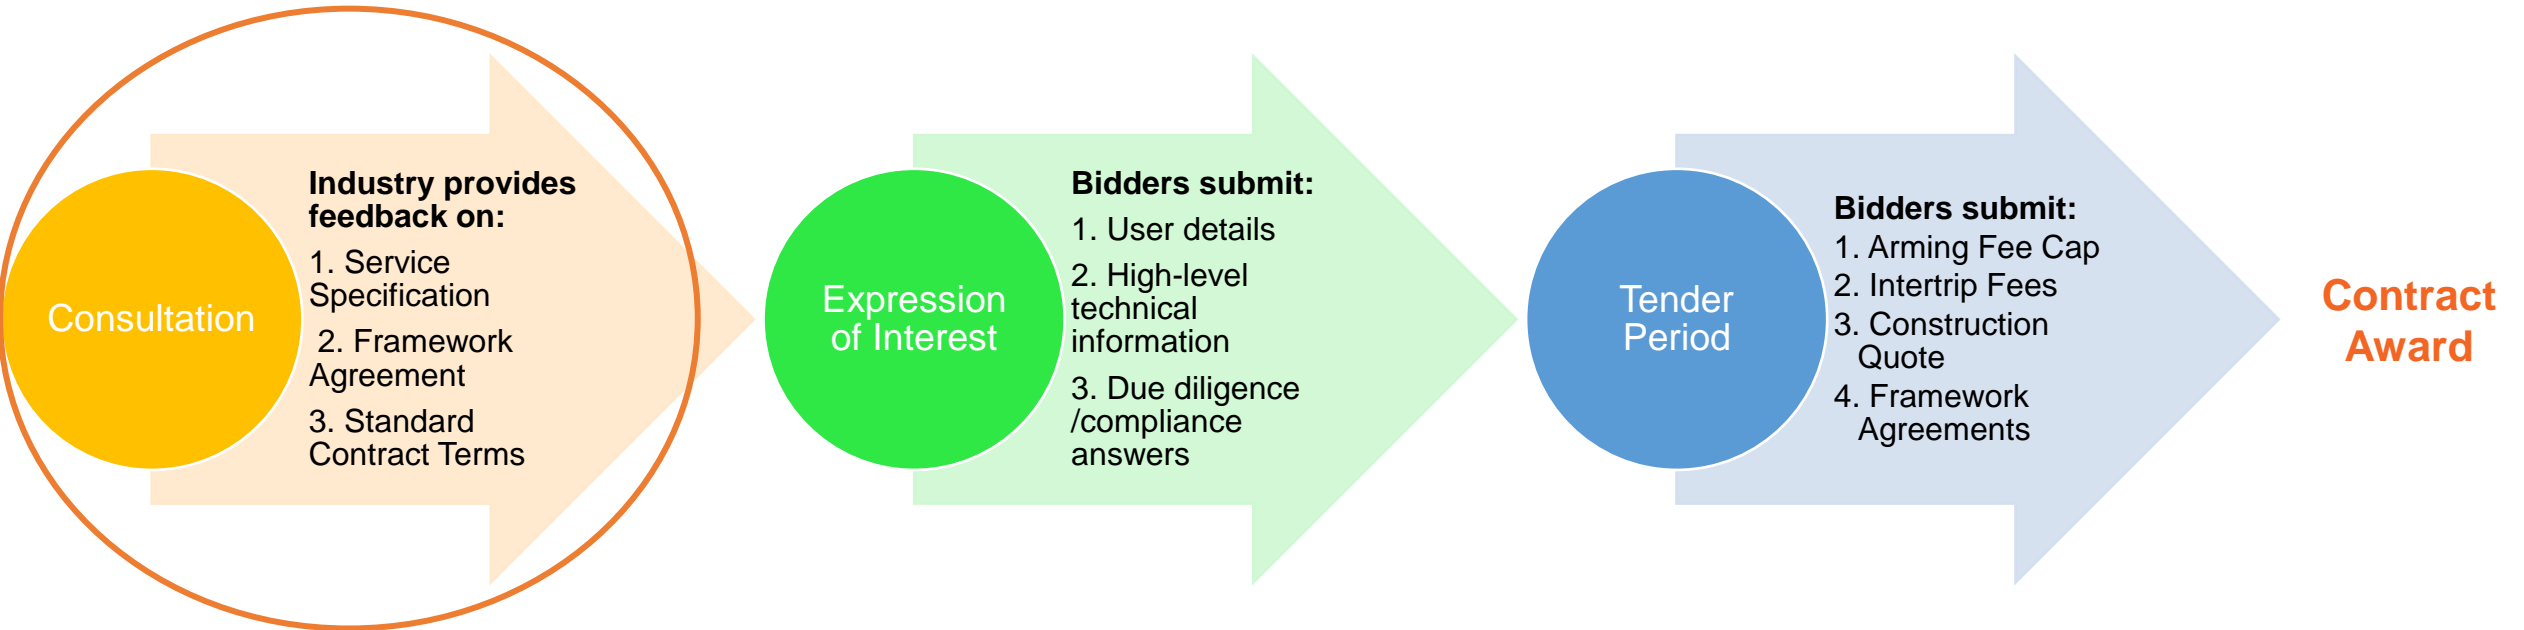 Consultation
Industry provides
feedback on:
1. Service
Specification
2. Framework
Agreement
3. Standard
Contract Terms
Expression
of Interest
Bidders submit:
1. User details
2. High-level
technical
information
3. Due diligence
/compliance
answers
Tender
Period
Bidders submit:
1. Arming Fee Cap
2. Intertrip Fees
3. Construction
Quote
4. Framework
Agreements
Contract
Award